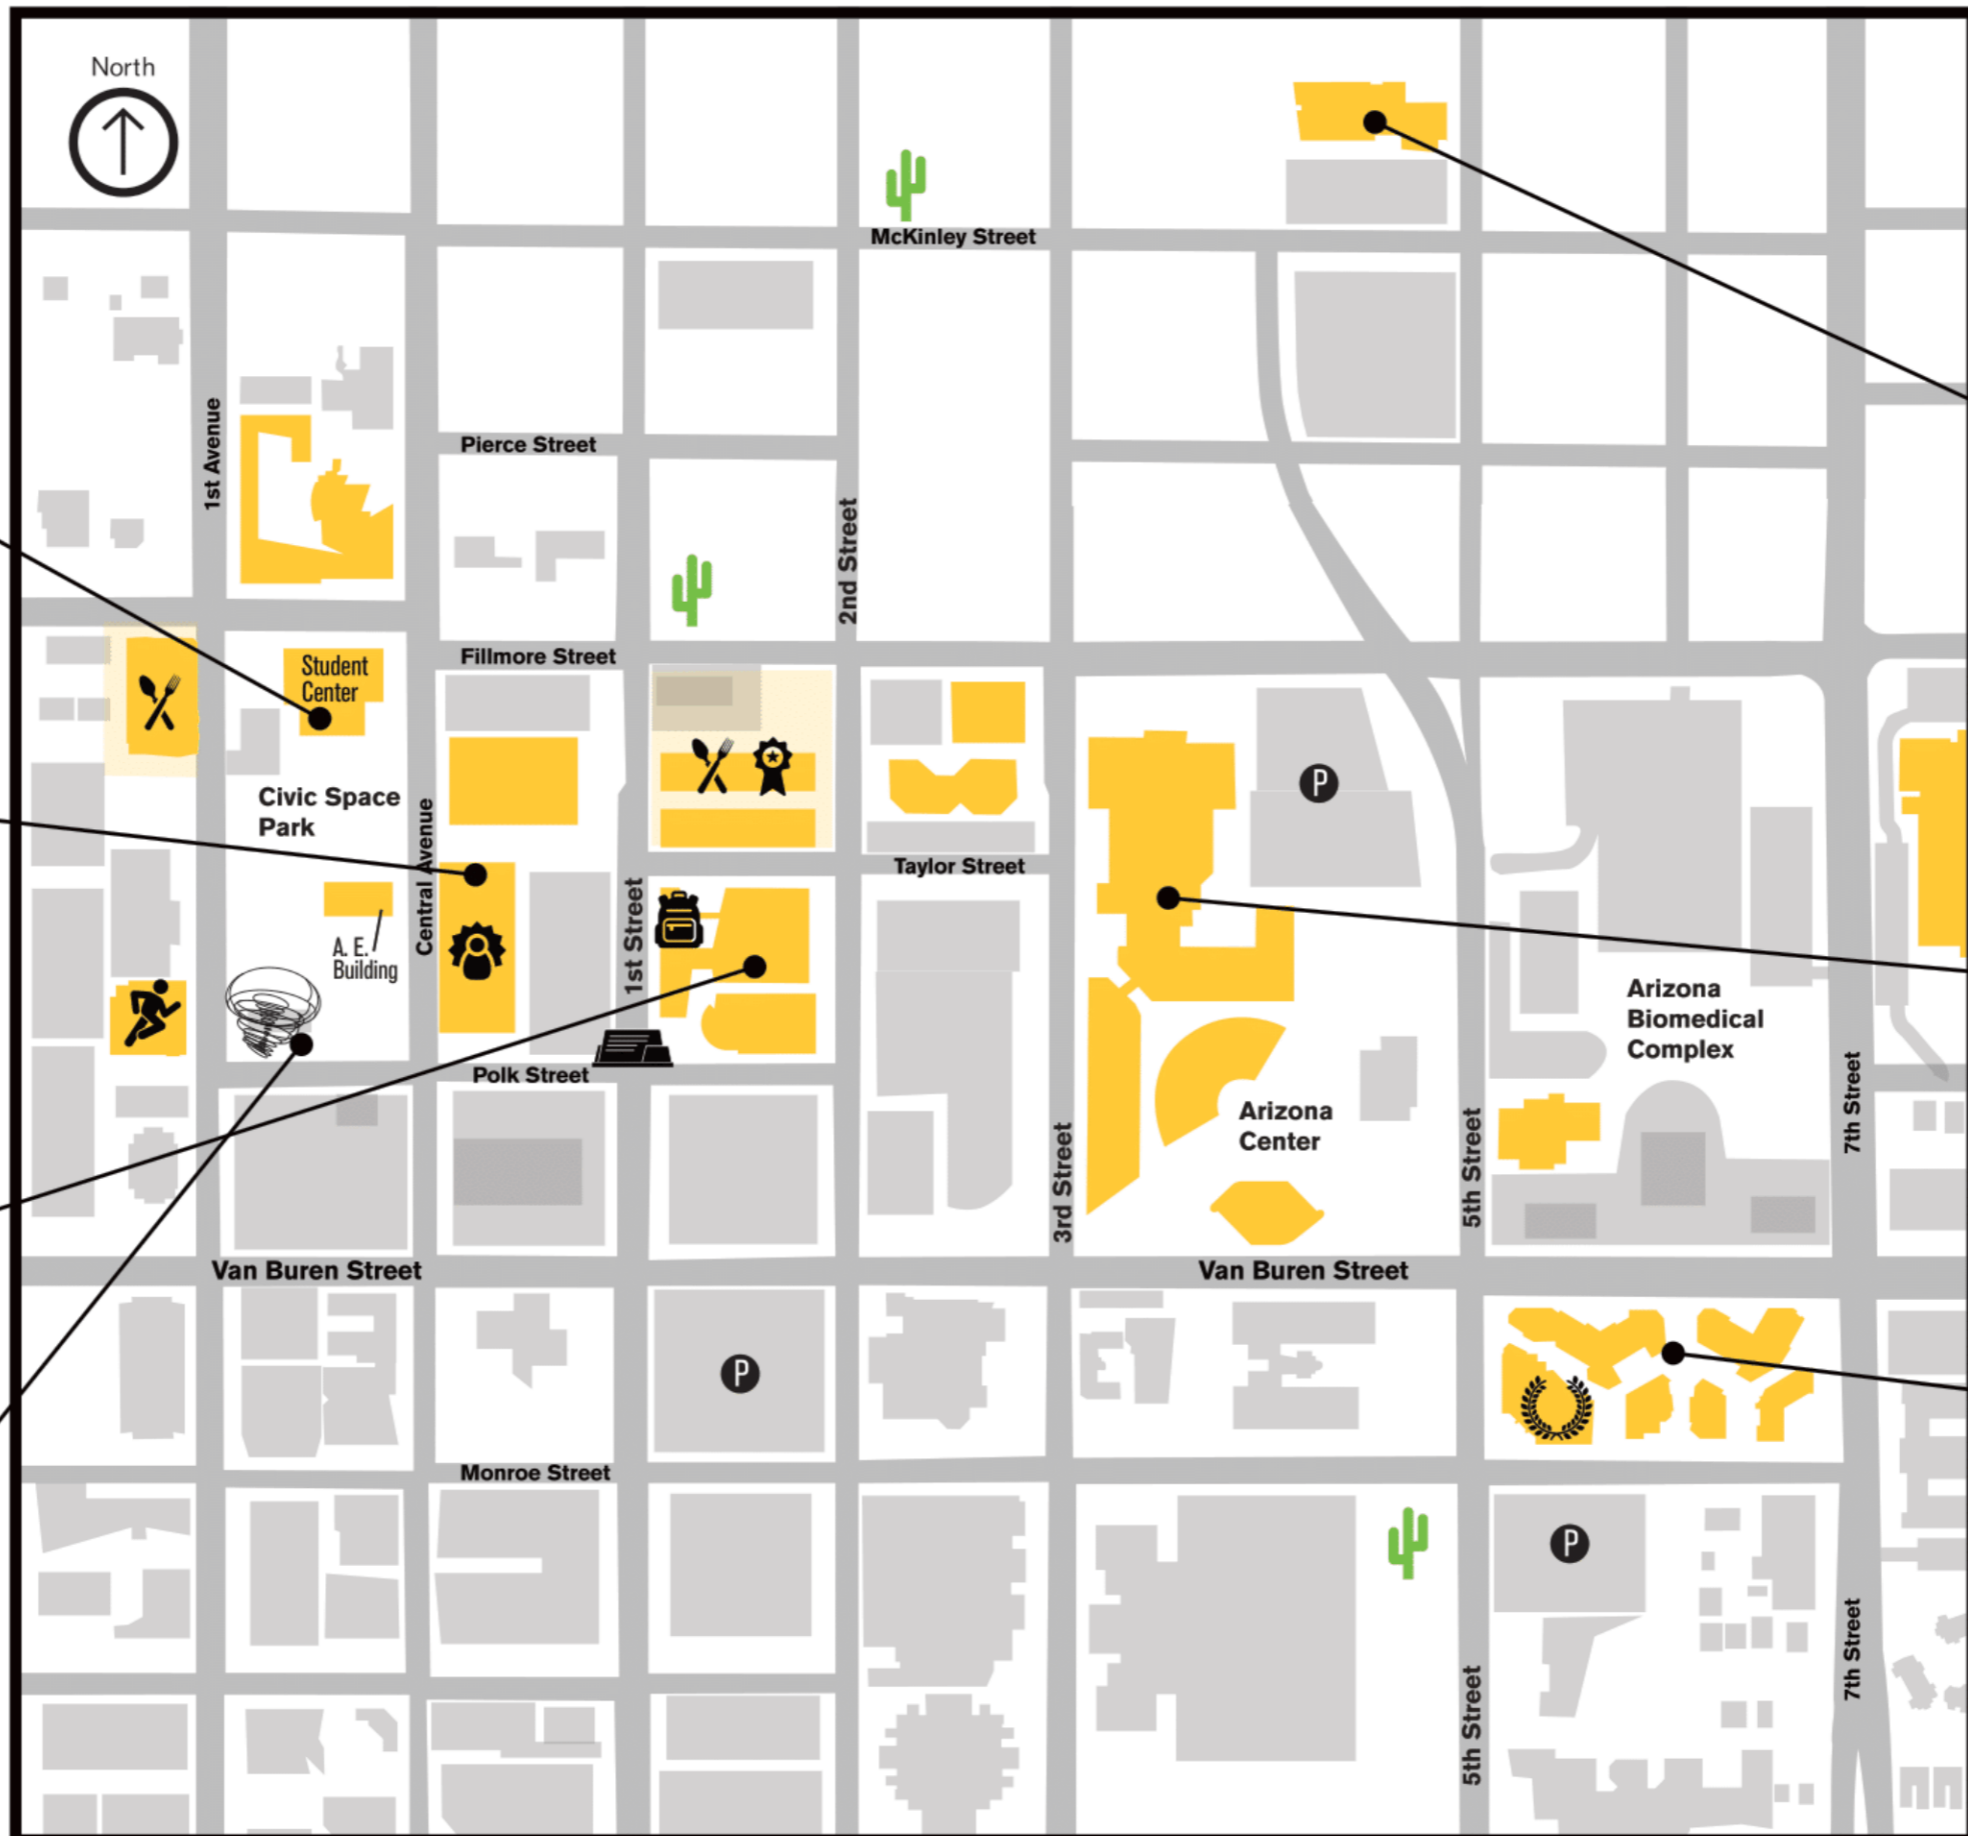 North
McKinley Street
1st Avenue
Pierce Street
2nd Street
Fillmore Street
Student
Center
P
Civic Space
Park
Central Avenue
Taylor Street
1st Street
A. E.
Building
Arizona
Biomedical
Complex
Polk Street
Arizona
Center
3rd Street
5th Street
7th Street
Van Buren Street
Van Buren Street
P
Monroe Street
P
5th Street
7th Street